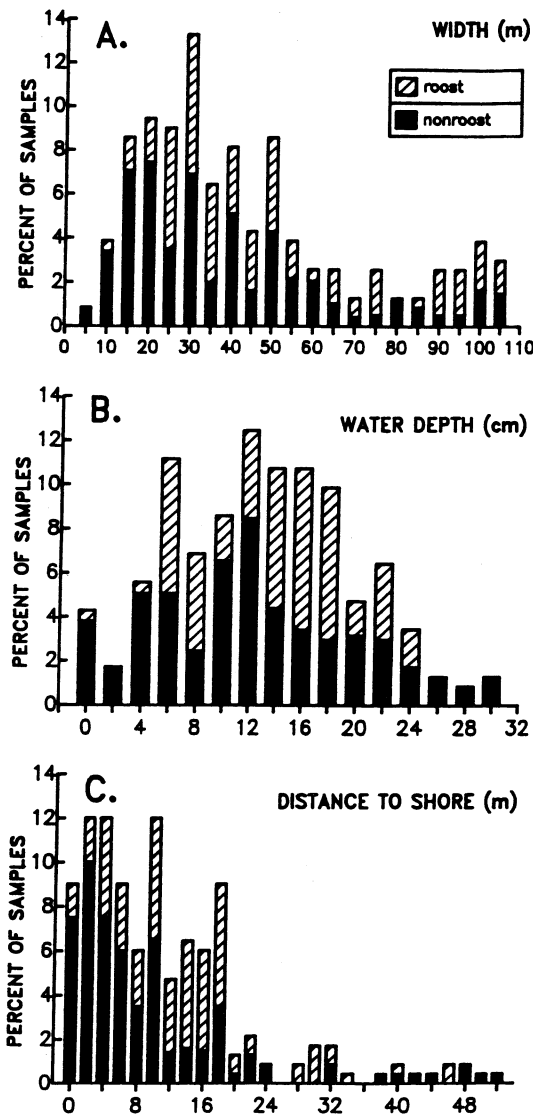 A.
WIDTH (m)
roost
nonroost
PERCENT OF SAMPLES
14
12
10
8
6
4
2
0
0 10 20 30 40 50 60 70 80 90 100 110
B.
WATER DEPTH (cm)
PERCENT OF SAMPLES
14
12
10
8
6
4
2
0
0 4 8 12 16 20 24 28 32
C.
DISTANCE TO SHORE (m)
PERCENT OF SAMPLES
14
12
10
8
6
4
2
0
0 8 16 24 32 40 48